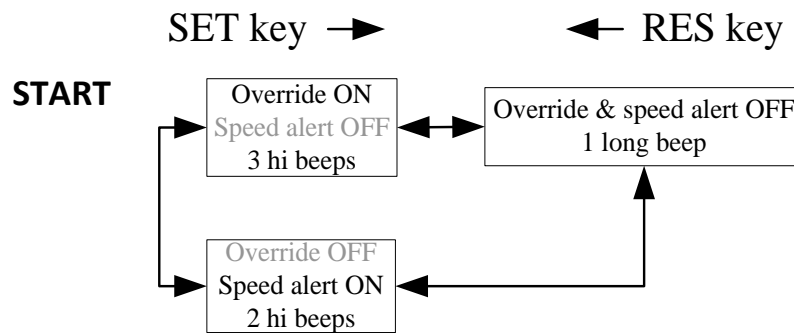 SET key
RES key
START
Override ON
Speed alert OFF
3 hi beeps
Override & speed alert OFF
1 long beep
Override OFF
Speed alert ON
2 hi beeps